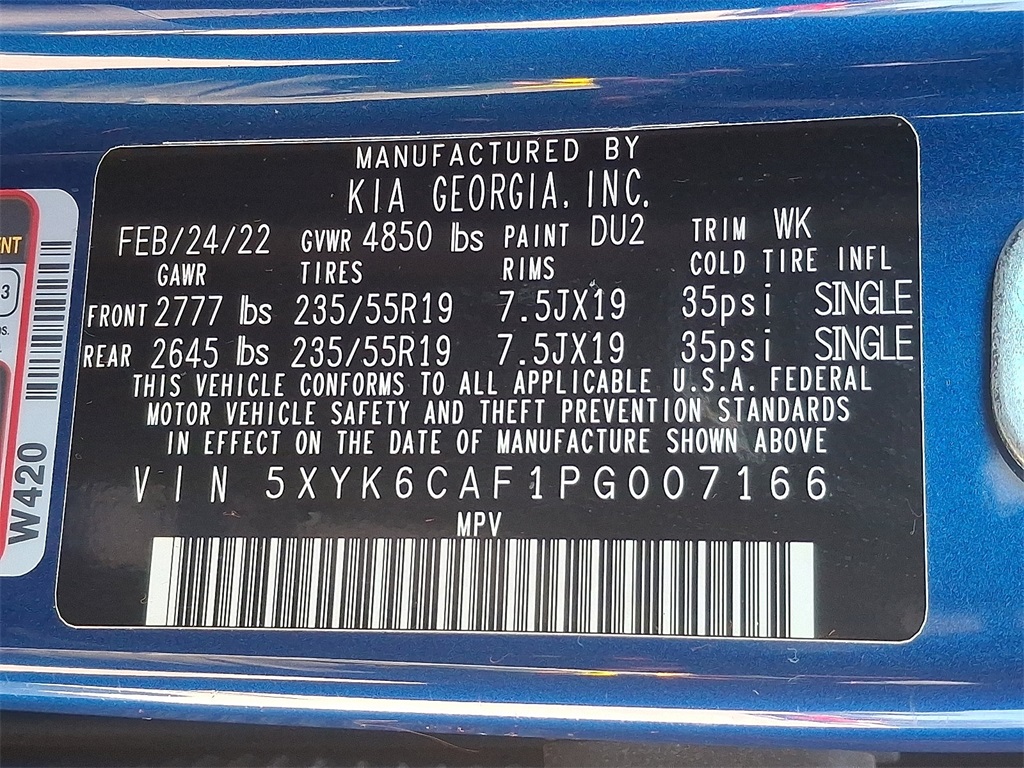 MANUFACTURED BY
KIA GEORGIA, INC.
FEB/24/22 GVWR 4850 lbs PAINT DU2 TRIM WK
GAWR TIRES RIMS COLD TIRE INFL
FRONT 2777 lbs 235/55R19 7.5JX19 35psi SINGLE
REAR 2645 lbs 235/55R19 7.5JX19 35psi SINGLE
THIS VEHICLE CONFORMS TO ALL APPLICABLE U.S.A. FEDERAL
MOTOR VEHICLE SAFETY AND THEFT PREVENTION STANDARDS
IN EFFECT ON THE DATE OF MANUFACTURE SHOWN ABOVE
VIN 5XYK6CAF1PG007166
MPV
W420
NT
3
s.